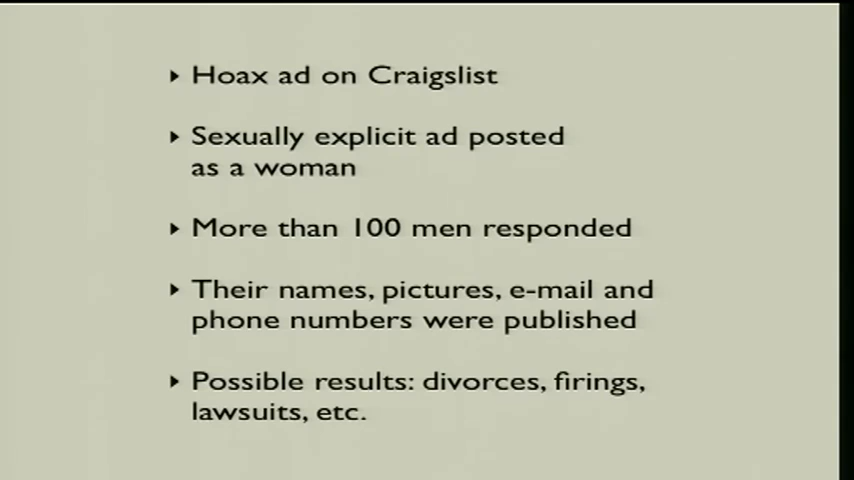 Hoax ad on Craigslist
Sexually explicit ad posted
as a woman
More than 100 men responded
Their names, pictures, e-mail and
phone numbers were published
Possible results: divorces, firings,
lawsuits, etc.